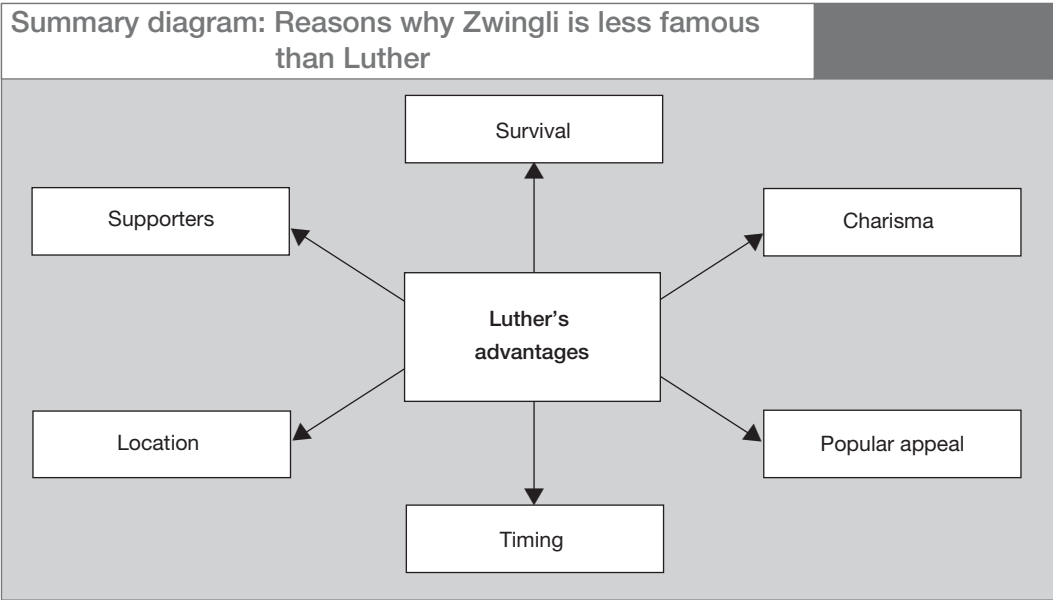 Summary diagram: Reasons why Zwingli is less famous
than Luther
Survival
Supporters
Charisma
Luther's
advantages
Location
Popular appeal
Timing